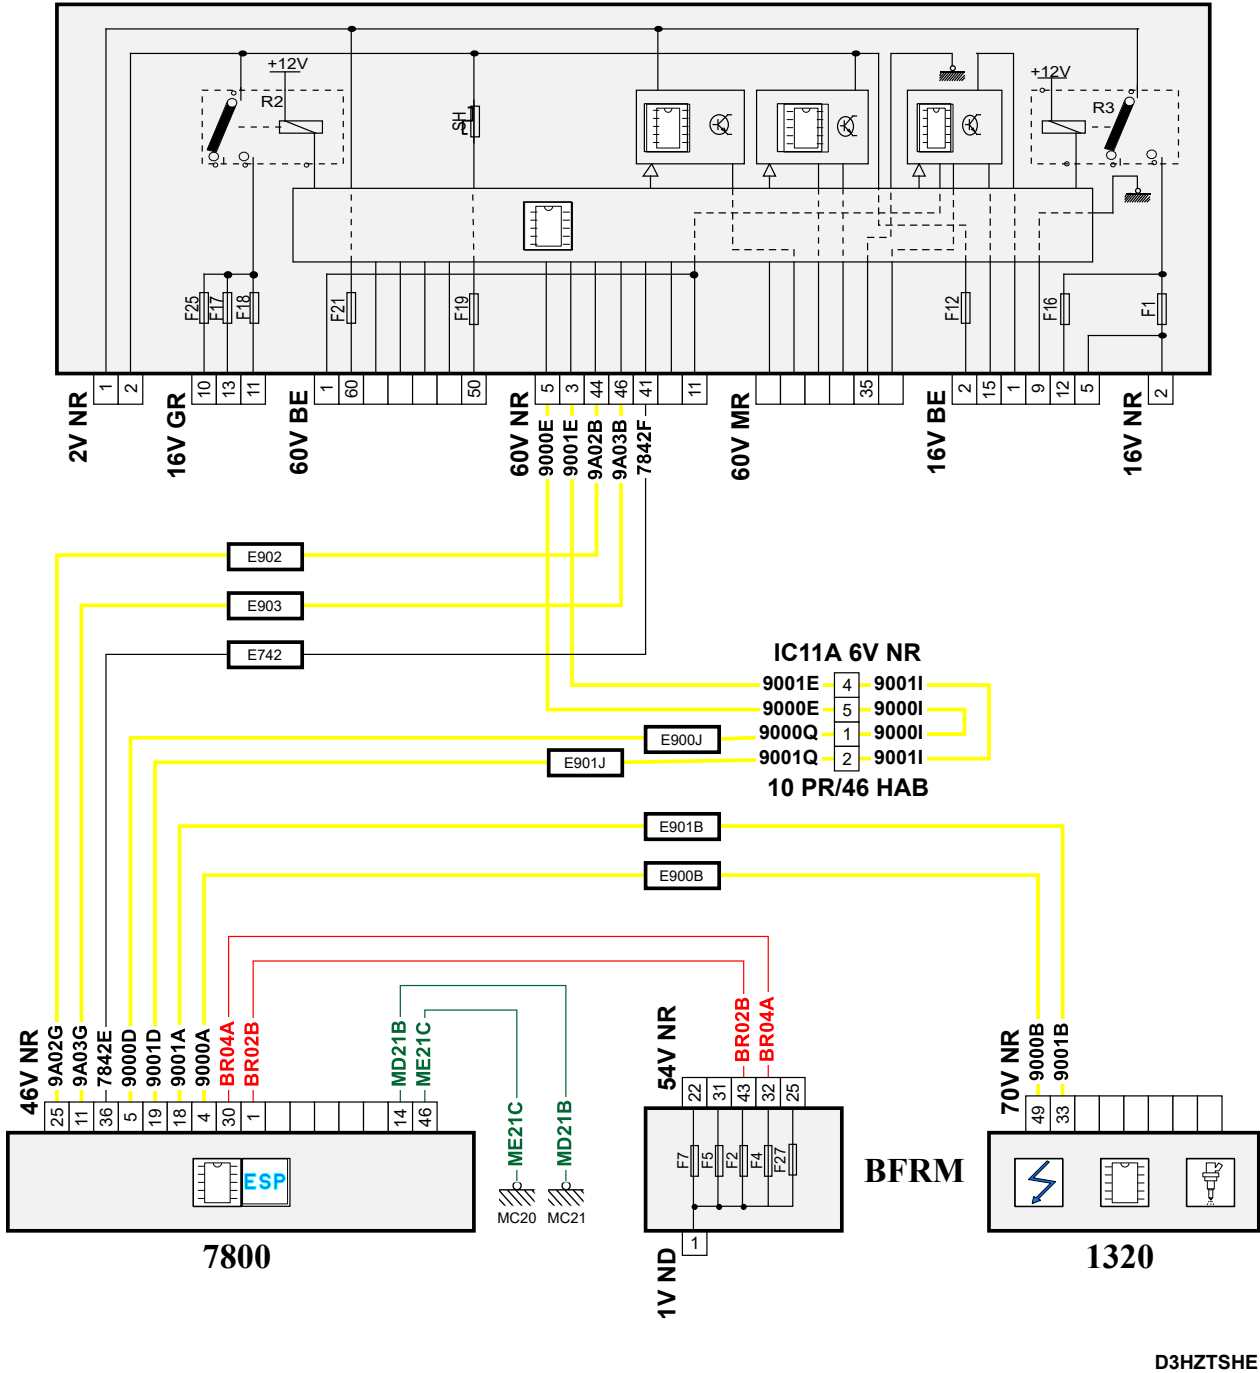 +12V
R2
SH
+12V
R3
F25
F17
F18
F21
F19
F12
F16
F1
2V NR
1
2
16V GR
10
13
11
60V BE
1
60
50
60V NR
5
3
44
46
41
11
60V MR
35
16V BE
2
15
1
9
12
5
16V NR
2
9000E
9001E
9A02B
9A03B
7842F
E902
E903
E742
IC11A 6V NR
9001E 4 9001I
9000E 5 9000I
9000Q 1 9000I
9001Q 2 9001I
10 PR/46 HAB
E900J
E901J
E901B
E900B
46V NR
9A02G
9A03G
7842E
9000D
9001D
9001A
9000A
BR04A
BR02B
MD21B
ME21C
25
11
36
5
19
18
4
30
1
14
46
ESP
7800
ME21C
MD21B
MC20
MC21
54V NR
BR02B
BR04A
22
31
43
32
25
F7
F5
F2
F4
F27
BFRM
1
1V ND
70V NR
9000B
9001B
49
33
1320
D3HZTSHE